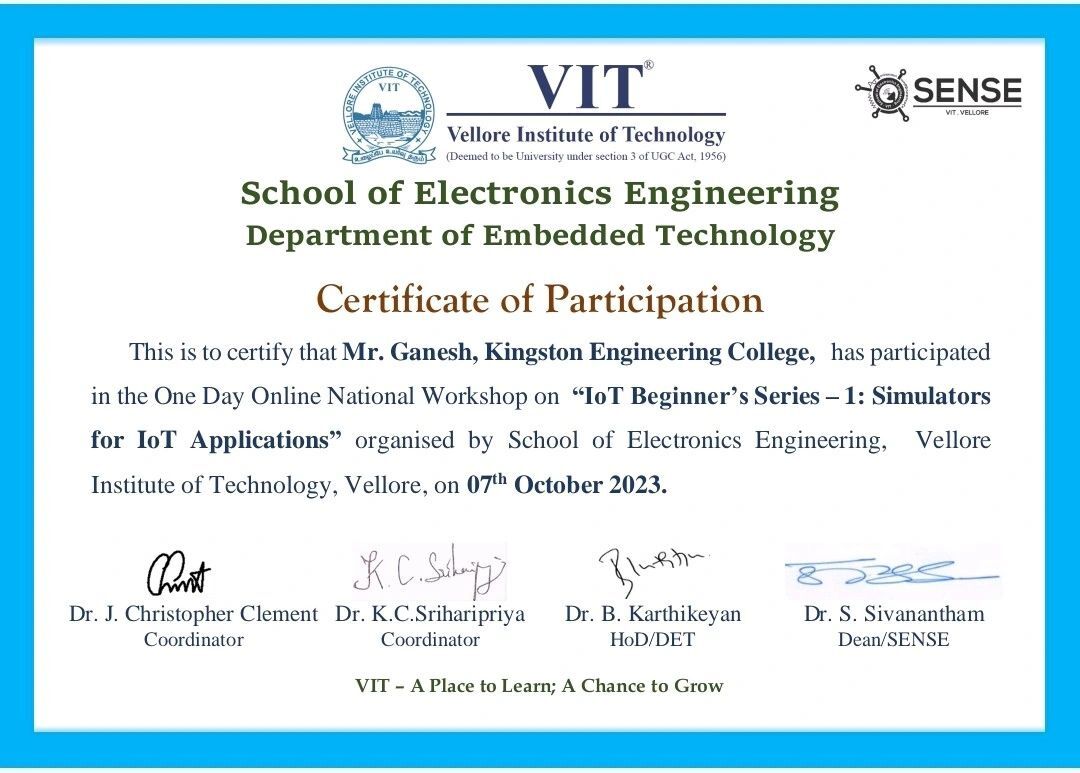 VELLORE INSTITUTE OF TECHNOLOGY
VIT
VIT®
Vellore Institute of Technology
(Deemed to be University under section 3 of UGC Act, 1956)
SENSE
VIT . VELLORE
School of Electronics Engineering
Department of Embedded Technology
Certificate of Participation
This is to certify that Mr. Ganesh, Kingston Engineering College, has participated
in the One Day Online National Workshop on “IoT Beginner’s Series – 1: Simulators
for IoT Applications” organised by School of Electronics Engineering, Vellore
Institute of Technology, Vellore, on 07th October 2023.
K. C. Sriharipriya
Dr. J. Christopher Clement Dr. K.C.Sriharipriya Dr. B. Karthikeyan Dr. S. Sivanantham
Coordinator Coordinator HoD/DET Dean/SENSE
VIT – A Place to Learn; A Chance to Grow